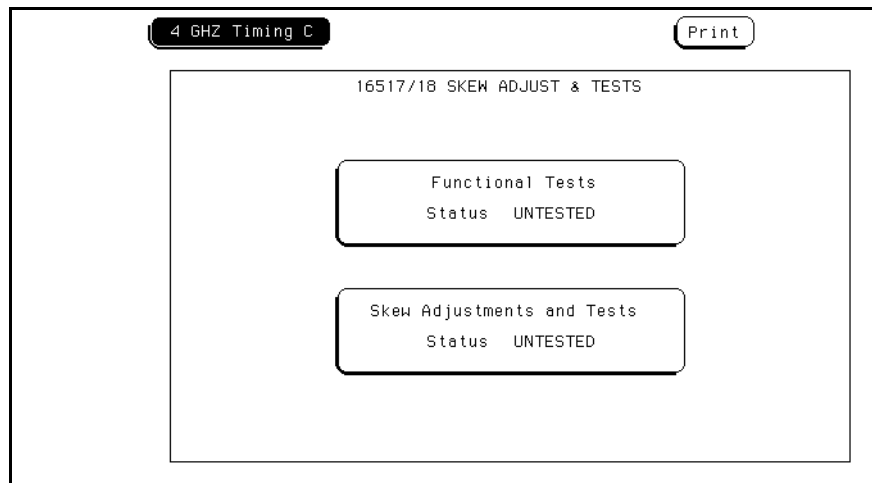 4 GHZ Timing C
Print
16517/18 SKEW ADJUST & TESTS
Functional Tests
Status UNTESTED
Skew Adjustments and Tests
Status UNTESTED